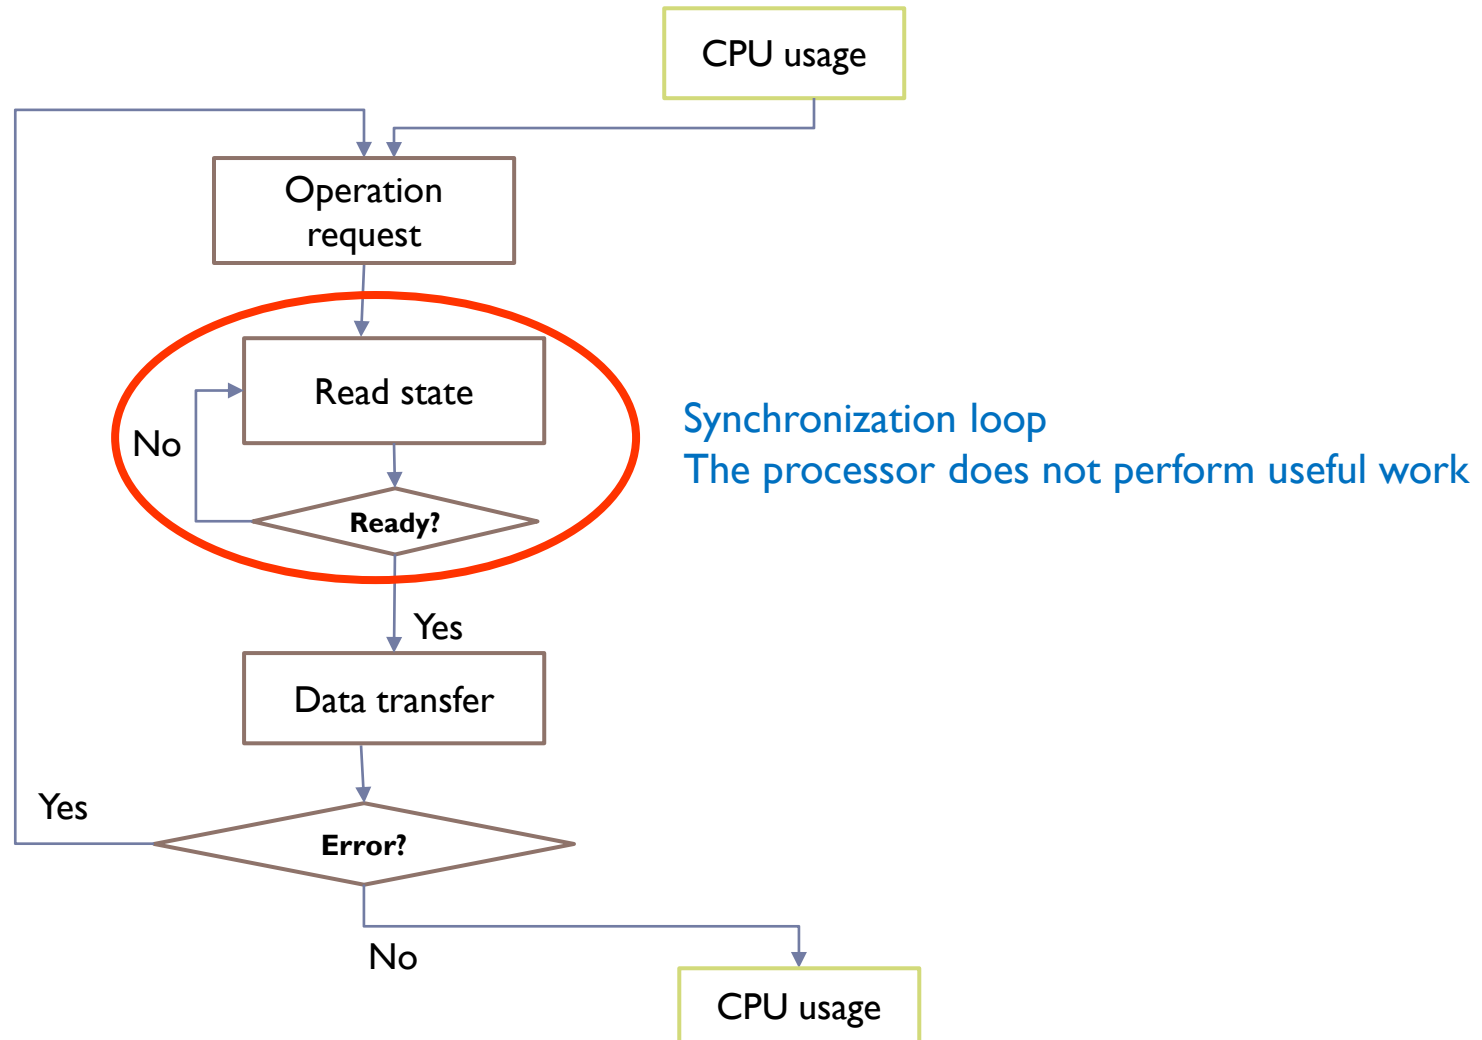 CPU usage
Operation
request
Read state
No
Synchronization loop
The processor does not perform useful work
Ready?
Yes
Data transfer
Yes
Error?
No
CPU usage